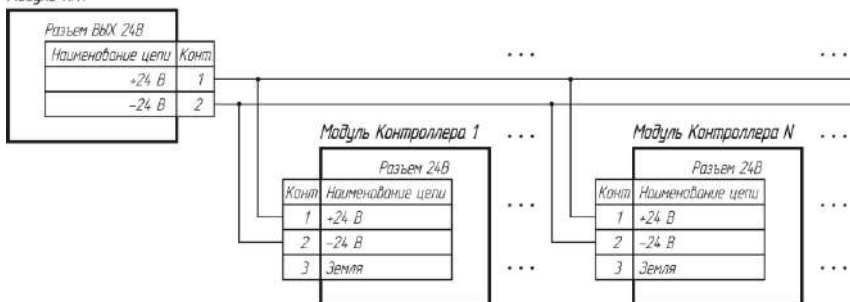 Разъем ВЫХ 24В
Наименование цепи Конт.
+24 В 1
-24 В 2
Модуль Контроллера 1
Разъем 24В
Конт Наименование цепи
1 +24 В
2 -24 В
3 Земля
Модуль Контроллера N
Разъем 24В
Конт Наименование цепи
1 +24 В
2 -24 В
3 Земля